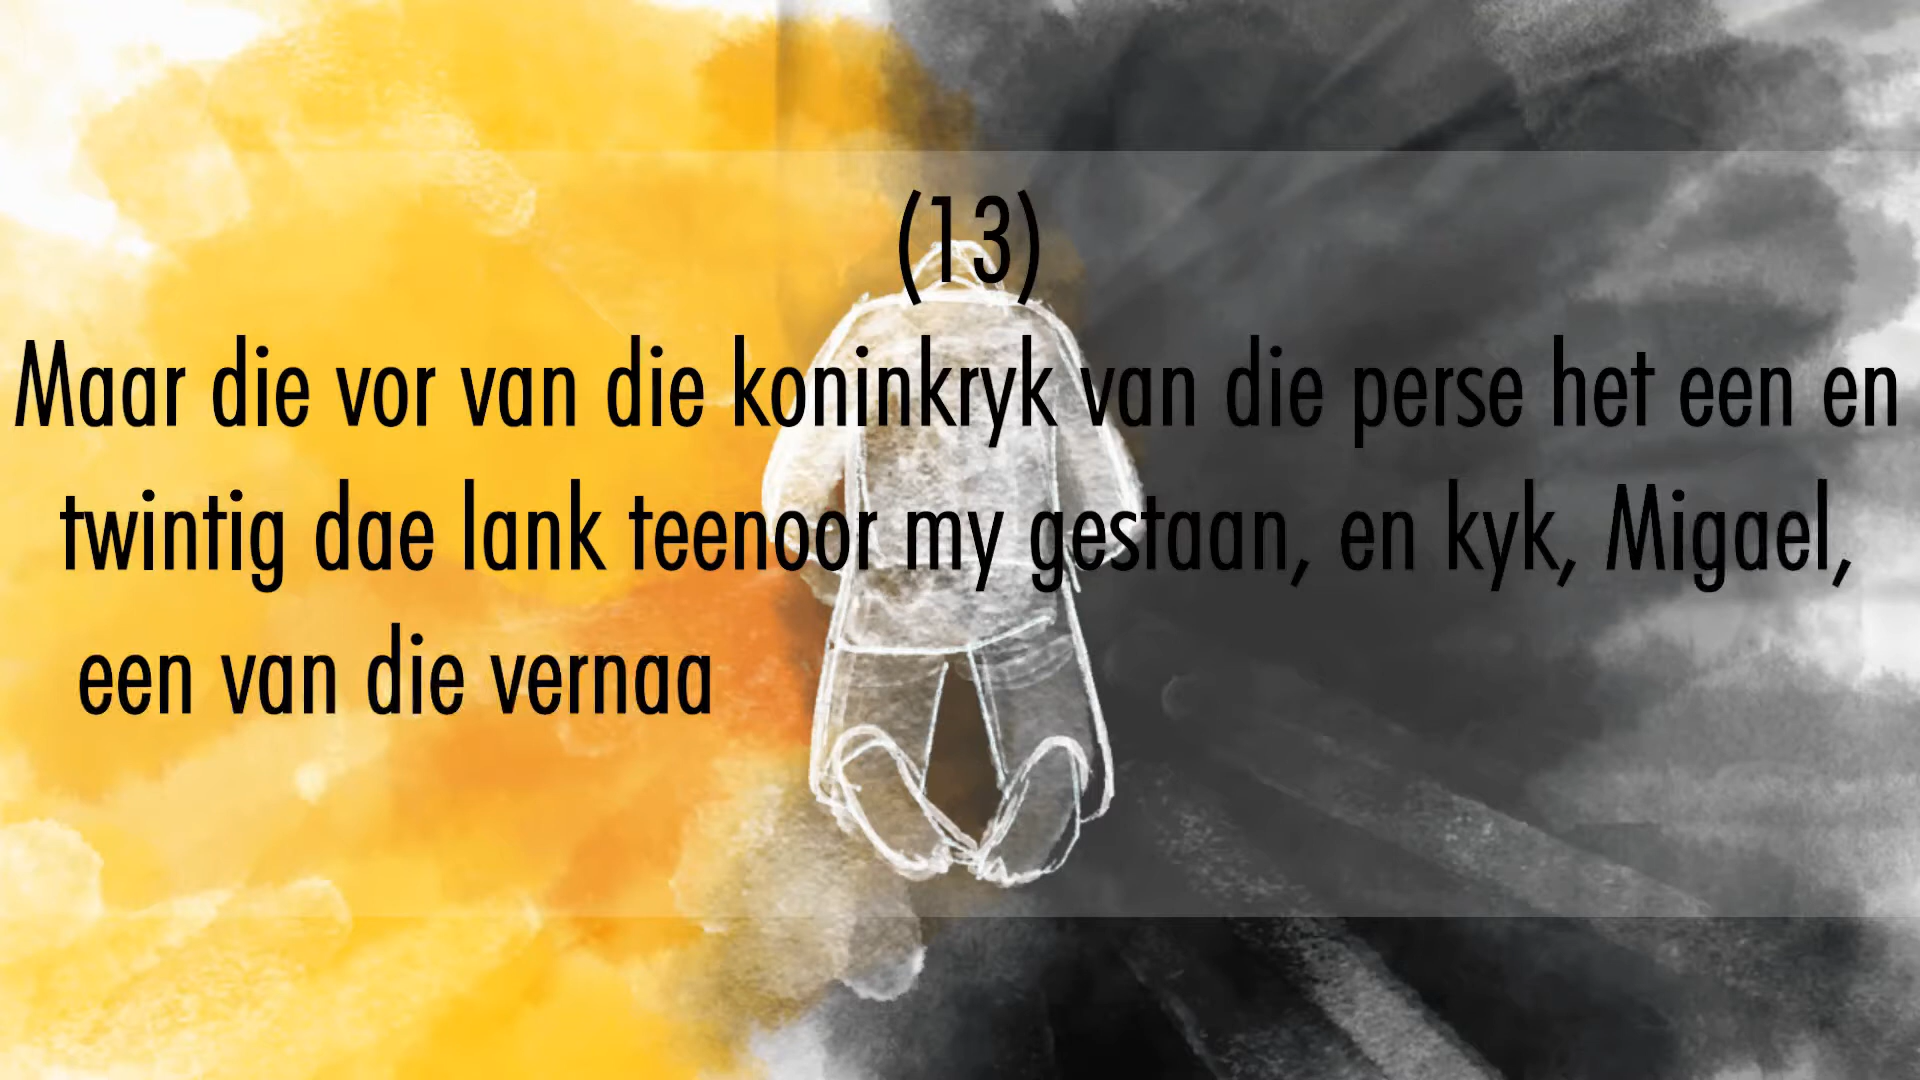 (13)
Maar die vor van die koninkryk van die perse het een en
twintig dae lank teenoor my gestaan, en kyk, Migael,
een van die vernaa